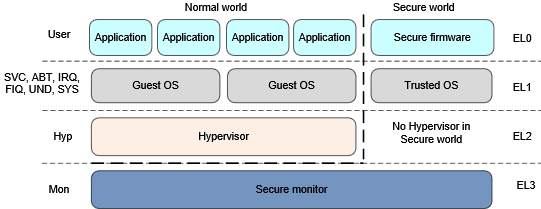 Normal world
Secure world
User
Application
Application
Application
Application
Secure firmware
EL0
SVC, ABT, IRQ,
FIQ, UND, SYS
Guest OS
Guest OS
Trusted OS
EL1
Hyp
Hypervisor
No Hypervisor in
Secure world
EL2
Mon
Secure monitor
EL3